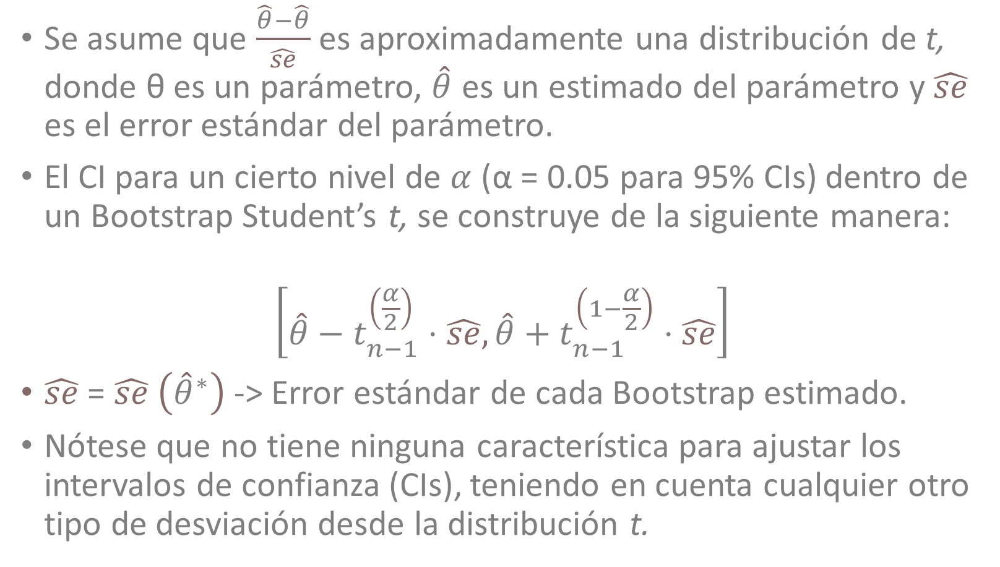 • Se asume que $\frac{\widehat{\theta}-\widehat{\theta}}{\widehat{se}}$ es aproximadamente una distribución de t,
donde θ es un parámetro, $\hat{\theta}$ es un estimado del parámetro y $\widehat{se}$
es el error estándar del parámetro.
• El CI para un cierto nivel de $\alpha$ (α = 0.05 para 95% CIs) dentro de
un Bootstrap Student’s t, se construye de la siguiente manera:
$\left[\hat{\theta} - t_{n-1}^{\left(\frac{\alpha}{2}\right)} \cdot \widehat{se}, \hat{\theta} + t_{n-1}^{\left(1-\frac{\alpha}{2}\right)} \cdot \widehat{se}\right]$
• $\widehat{se}$ = $\widehat{se}\left(\hat{\theta}^{*}\right)$ -> Error estándar de cada Bootstrap estimado.
• Nótese que no tiene ninguna característica para ajustar los
intervalos de confianza (CIs), teniendo en cuenta cualquier otro
tipo de desviación desde la distribución t.